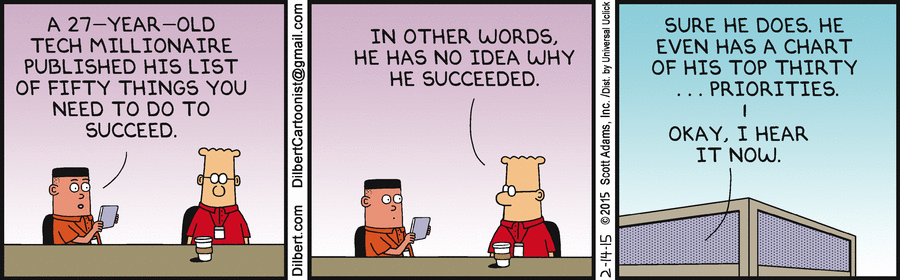 A 27-YEAR-OLD
TECH MILLIONAIRE
PUBLISHED HIS LIST
OF FIFTY THINGS YOU
NEED TO DO TO
SUCCEED.
Dilbert.com DilbertCartoonist@gmail.com
IN OTHER WORDS,
HE HAS NO IDEA WHY
HE SUCCEEDED.
2-14-15 ©2015 Scott Adams, Inc. /Dist. by Universal Uclick
SURE HE DOES. HE
EVEN HAS A CHART
OF HIS TOP THIRTY
...PRIORITIES.
OKAY, I HEAR
IT NOW.